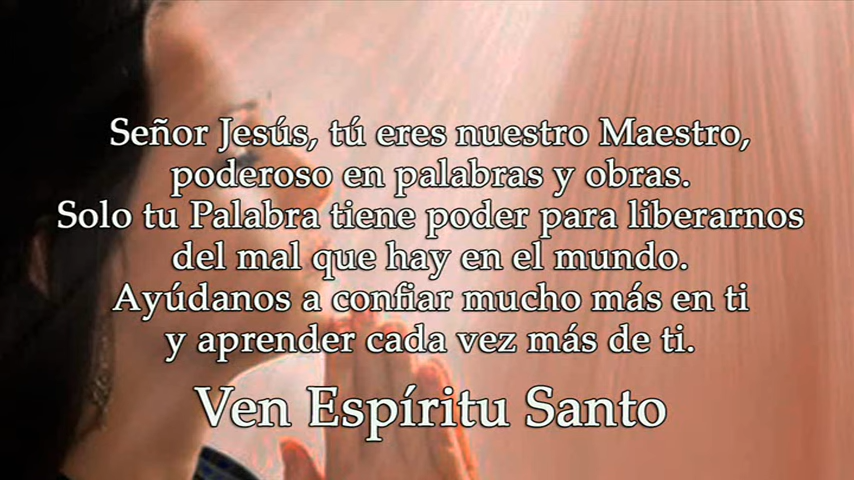 Señor Jesús, tú eres nuestro Maestro,
poderoso en palabras y obras.
Solo tu Palabra tiene poder para liberarnos
del mal que hay en el mundo.
Ayúdanos a confiar mucho más en ti
y aprender cada vez más de ti.
Ven Espíritu Santo